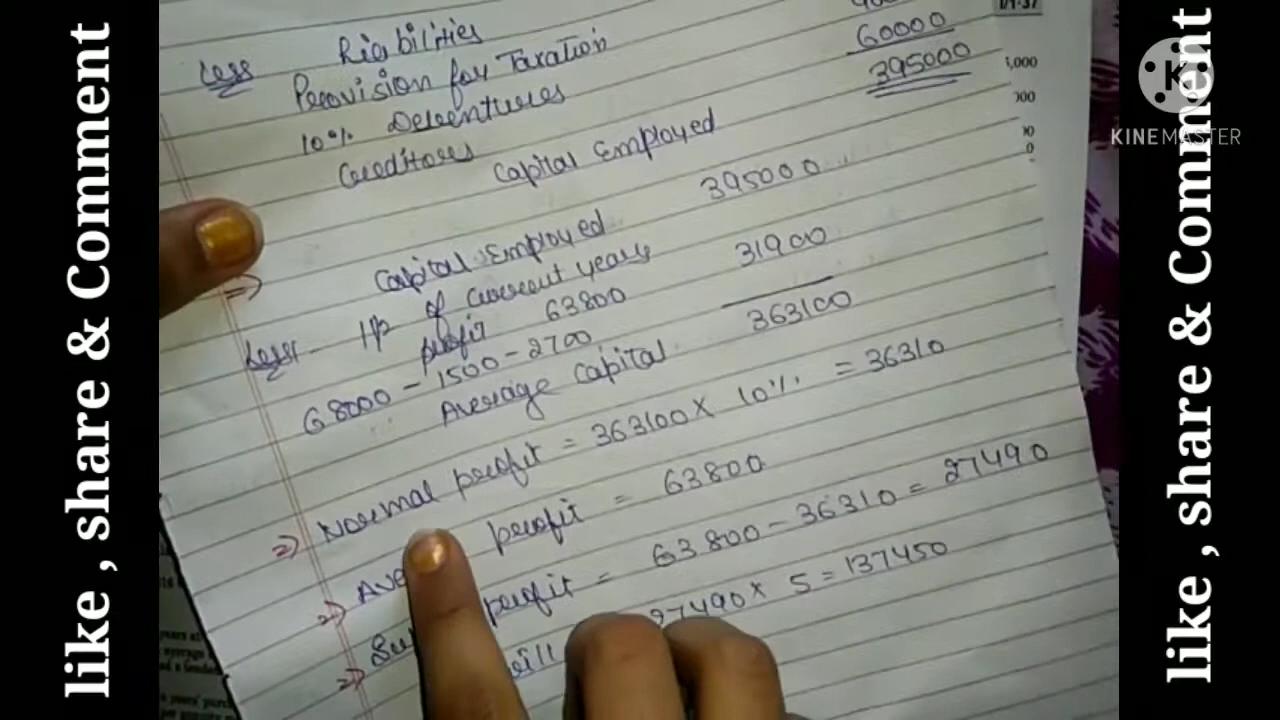 like , share & Comment
Less Liabilities
Provision for Taxation
10% Debentures
Creditors
60000
395000
Capital Employed
Capital Employed 395000
Less 1/2 of current years profit 63800 31900
68000 - 1500 - 2700
Average Capital 363100
2) Normal profit = 363100 x 10% = 36310
profit = 63800
profit = 63800 - 36310 = 27490
27490 x 5 = 137450
KINEMASTER
like , share & Comment